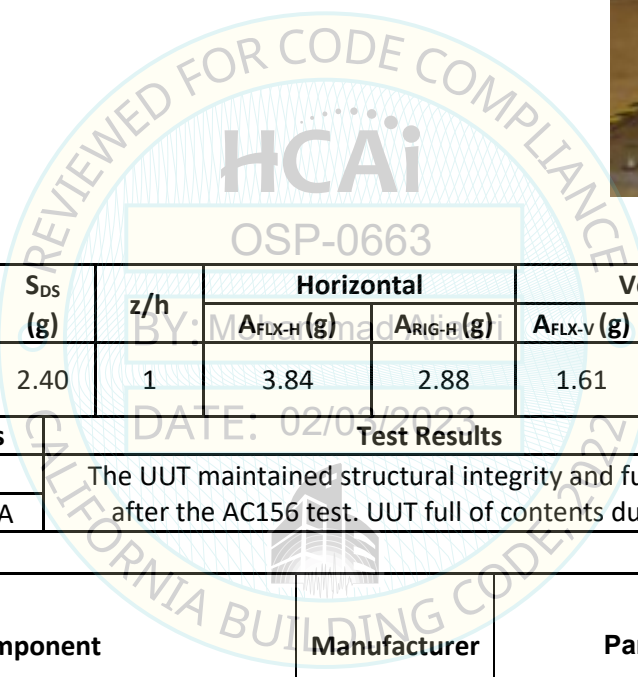 REVIEWED FOR CODE COMPLIANCE
HCAi
OSP-0663
SDS
(g)
z/h
Horizontal
AFLX-H (g)
ARIG-H (g)
AFLX-V (g)
BY: Mohammad Aliaari
2.40
1
3.84
2.88
1.61
DATE: 02/03/2023
Test Results
The UUT maintained structural integrity and fu
A
after the AC156 test. UUT full of contents du
CALIFORNIA BUILDING CODE, 2022
mponent
Manufacturer
Par